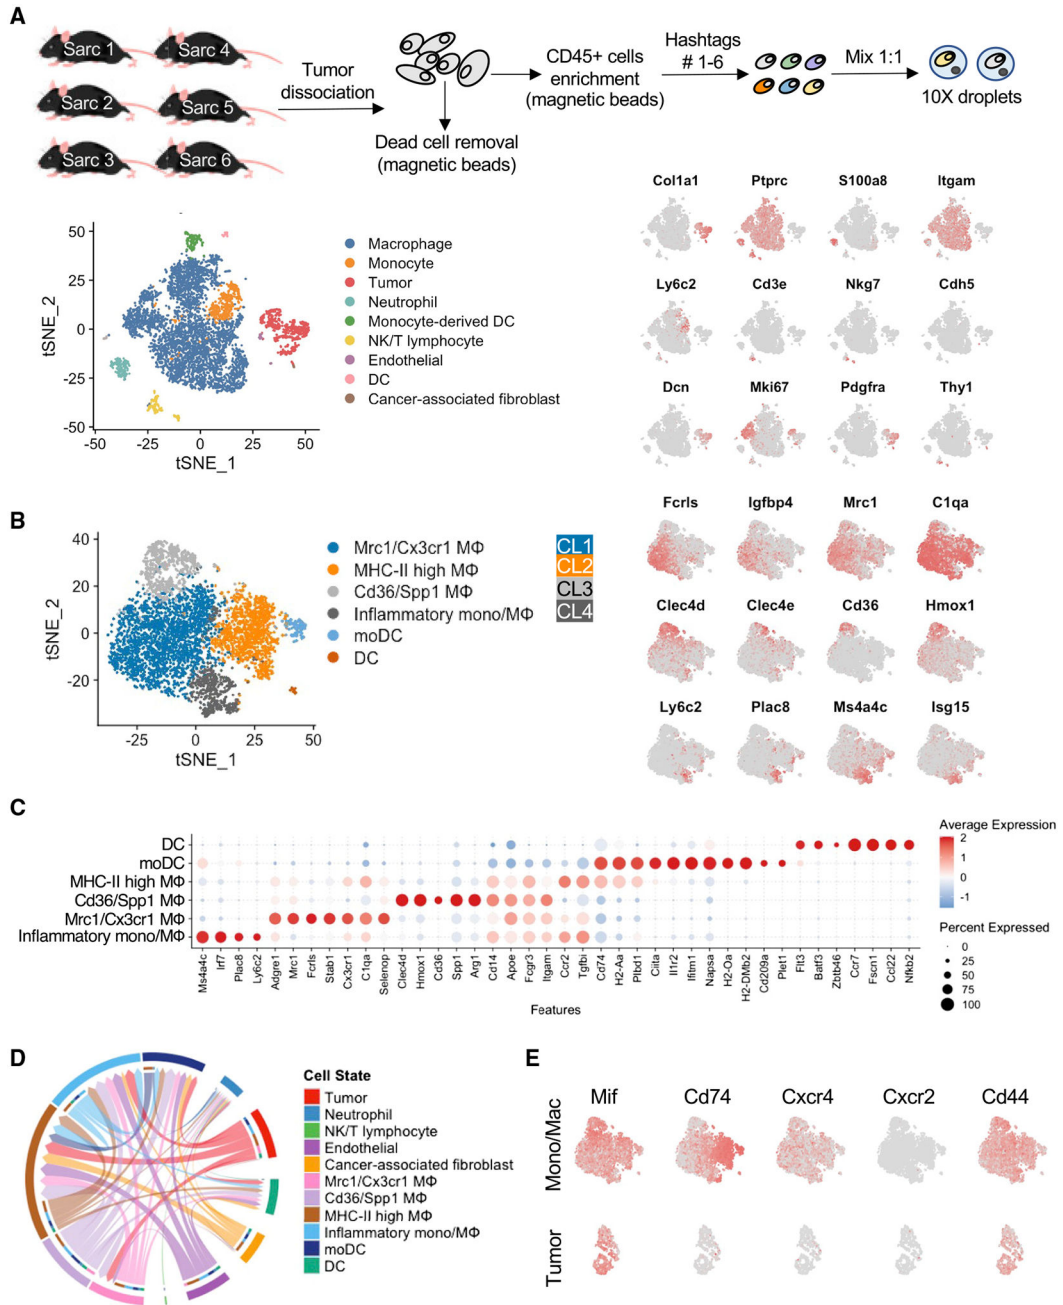 A
Sarc 1
Sarc 4
Sarc 2
Sarc 5
Sarc 3
Sarc 6
Tumor
dissociation
Dead cell removal
(magnetic beads)
CD45+ cells
enrichment
(magnetic beads)
Hashtags
# 1-6
Mix 1:1
10X droplets
50
25
0
-25
-50
tSNE_2
-50
-25
0
25
50
tSNE_1
Macrophage
Monocyte
Tumor
Neutrophil
Monocyte-derived DC
NK/T lymphocyte
Endothelial
DC
Cancer-associated fibroblast
Col1a1
Ptprc
S100a8
Itgam
Ly6c2
Cd3e
Nkg7
Cdh5
Dcn
Mki67
Pdgfra
Thy1
B
40
20
0
-20
tSNE_2
-25
0
25
50
tSNE_1
Mrc1/Cx3cr1 MΦ
MHC-II high MΦ
Cd36/Spp1 MΦ
Inflammatory mono/MΦ
moDC
DC
CL1
CL2
CL3
CL4
Fcrls
Igfbp4
Mrc1
C1qa
Clec4d
Clec4e
Cd36
Hmox1
Ly6c2
Plac8
Ms4a4c
Isg15
C
DC
moDC
MHC-II high MΦ
Cd36/Spp1 MΦ
Mrc1/Cx3cr1 MΦ
Inflammatory mono/MΦ
Ms4a4c
Irf7
Plac8
Ly6c2
Adgre1
Mrc1
Fcrls
Stab1
Cx3cr1
C1qa
Selenop
Clec4d
Hmox1
Cd36
Spp1
Arg1
Cd14
Apoe
Fcgr3
Itgam
Ccr2
Tgfbi
Cd74
H2-Aa
Plbd1
Ciita
Il1r2
Ifitm1
Napsa
H2-Oa
H2-DMb2
Cd209a
Plet1
Flt3
Batf3
Zbtb46
Ccr7
Fscn1
Ccl22
Nfkb2
Features
Average Expression
2
1
0
-1
Percent Expressed
0
25
50
75
100
D
Cell State
Tumor
Neutrophil
NK/T lymphocyte
Endothelial
Cancer-associated fibroblast
Mrc1/Cx3cr1 MΦ
Cd36/Spp1 MΦ
MHC-II high MΦ
Inflammatory mono/MΦ
moDC
DC
E
Mif
Cd74
Cxcr4
Cxcr2
Cd44
Mono/Mac
Tumor